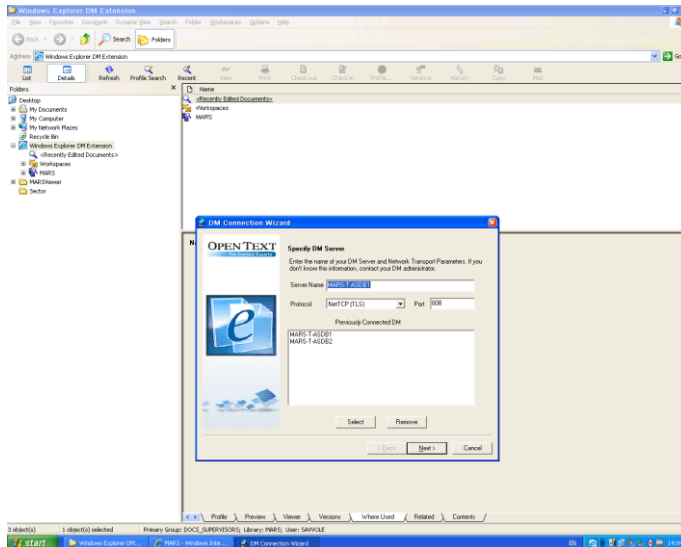 Windows Explorer DM Extension
File Edit View Favorites Document Dynamic View Search Folder Workspaces Options Help
Back Search Folders
Address Windows Explorer DM Extension Go
List Details Refresh Profile Search Recent View Print Check-out Check-in Profile... Versions History Copy Mail
Folders
Name
Desktop
My Documents
My Computer
My Network Places
Recycle Bin
Windows Explorer DM Extension
<Recently Edited Documents>
Workspaces
MARS
MARSViewer
Sector
<Recently Edited Documents>
Workspaces
MARS
DM Connection Wizard
OPEN TEXT
The Content Experts
Specify DM Server
Enter the name of your DM Server and Network Transport Parameters. If you
don't know this information, contact your DM administrator.
Server Name MARS-T-ASDB1
Protocol NetTCP (TLS) Port 808
Previously Connected DM
MARS-T-ASDB1
MARS-T-ASDB2
Select Remove
< Back Next > Cancel
Profile Preview Viewer Versions Where Used Related Contents
3 object(s) 1 object(s) selected Primary Group: DOCS_SUPERVISORS; Library: MARS; User: SAWOLE
start Windows Explorer DM... MARS - Windows Inte... DM Connection Wizard EN 14:04